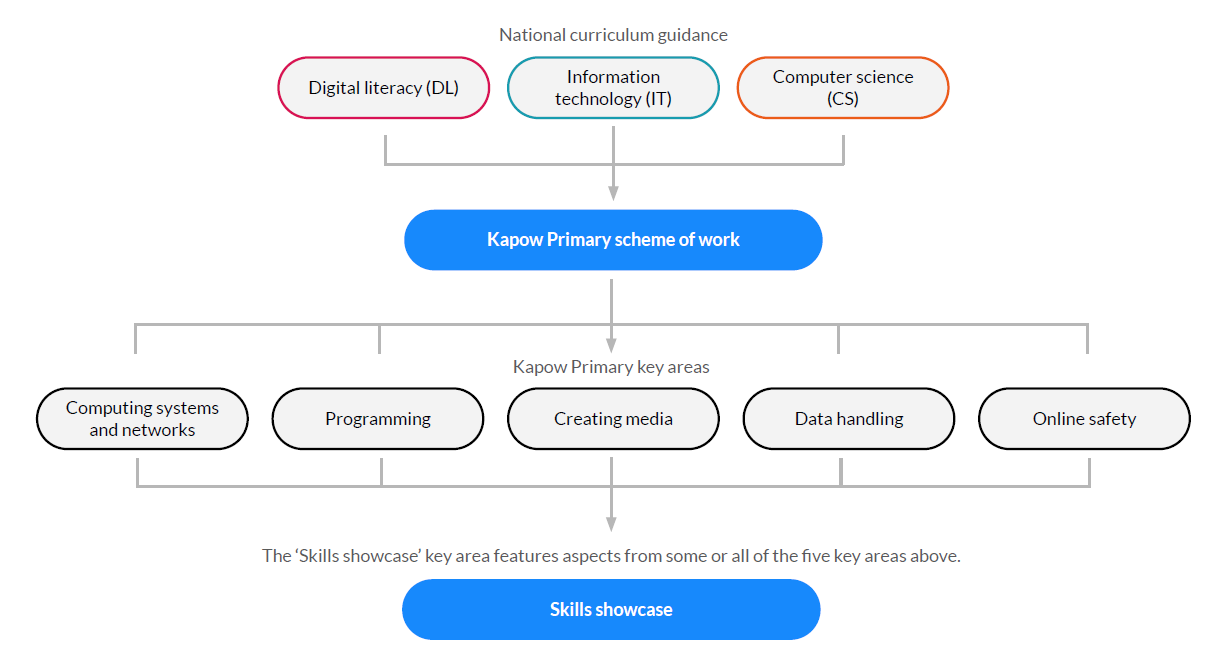 National curriculum guidance
Digital literacy (DL)
Information
technology (IT)
Computer science
(CS)
Kapow Primary scheme of work
Kapow Primary key areas
Computing systems
and networks
Programming
Creating media
Data handling
Online safety
The ‘Skills showcase’ key area features aspects from some or all of the five key areas above.
Skills showcase